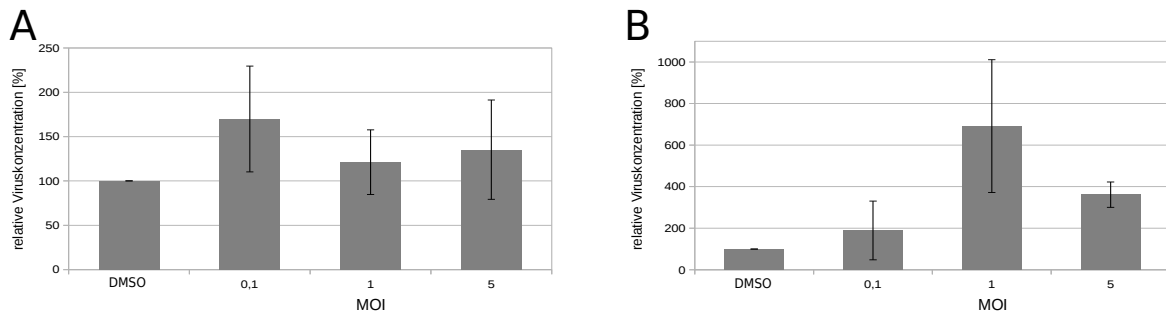 A
relative Viruskonzentration [%]
250
200
150
100
50
0
DMSO 0,1 1 5
MOI
B
relative Viruskonzentration [%]
1000
800
600
400
200
0
DMSO 0,1 1 5
MOI